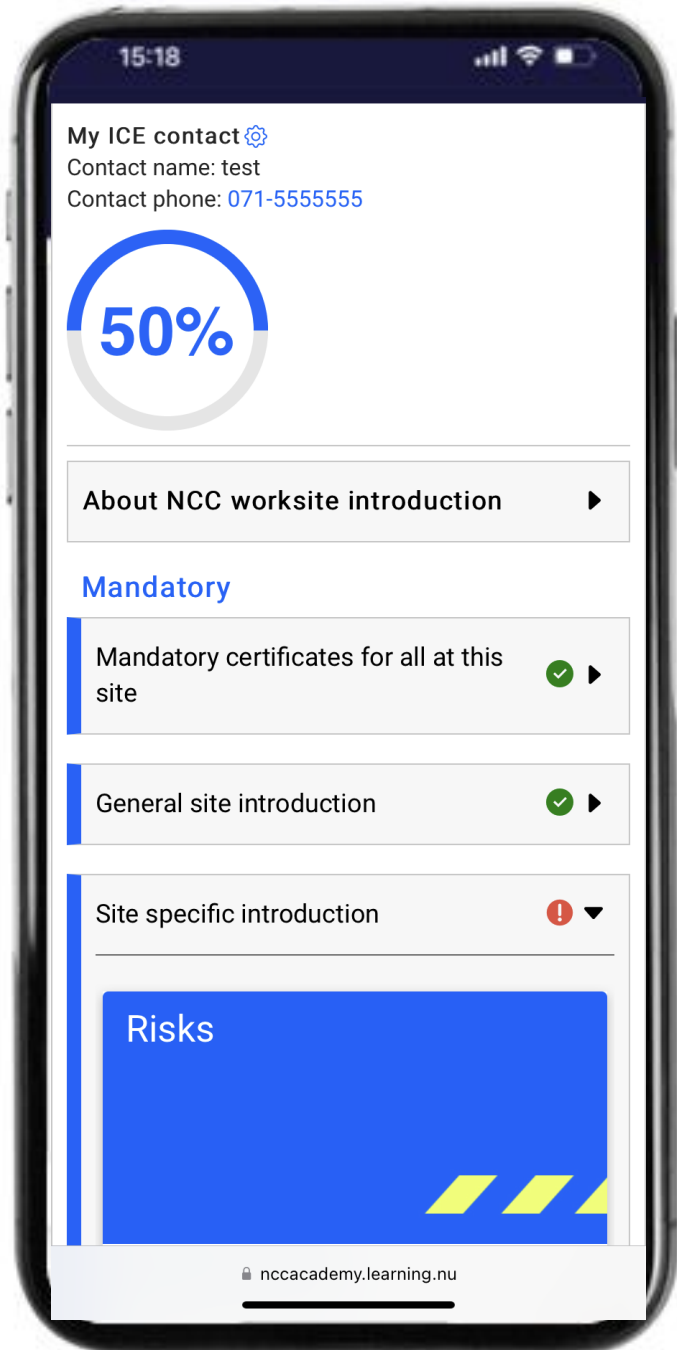 15:18
My ICE contact
Contact name: test
Contact phone: 071-5555555
50%
About NCC worksite introduction
Mandatory
Mandatory certificates for all at this
site
General site introduction
Site specific introduction
Risks
nccacademy.learning.nu